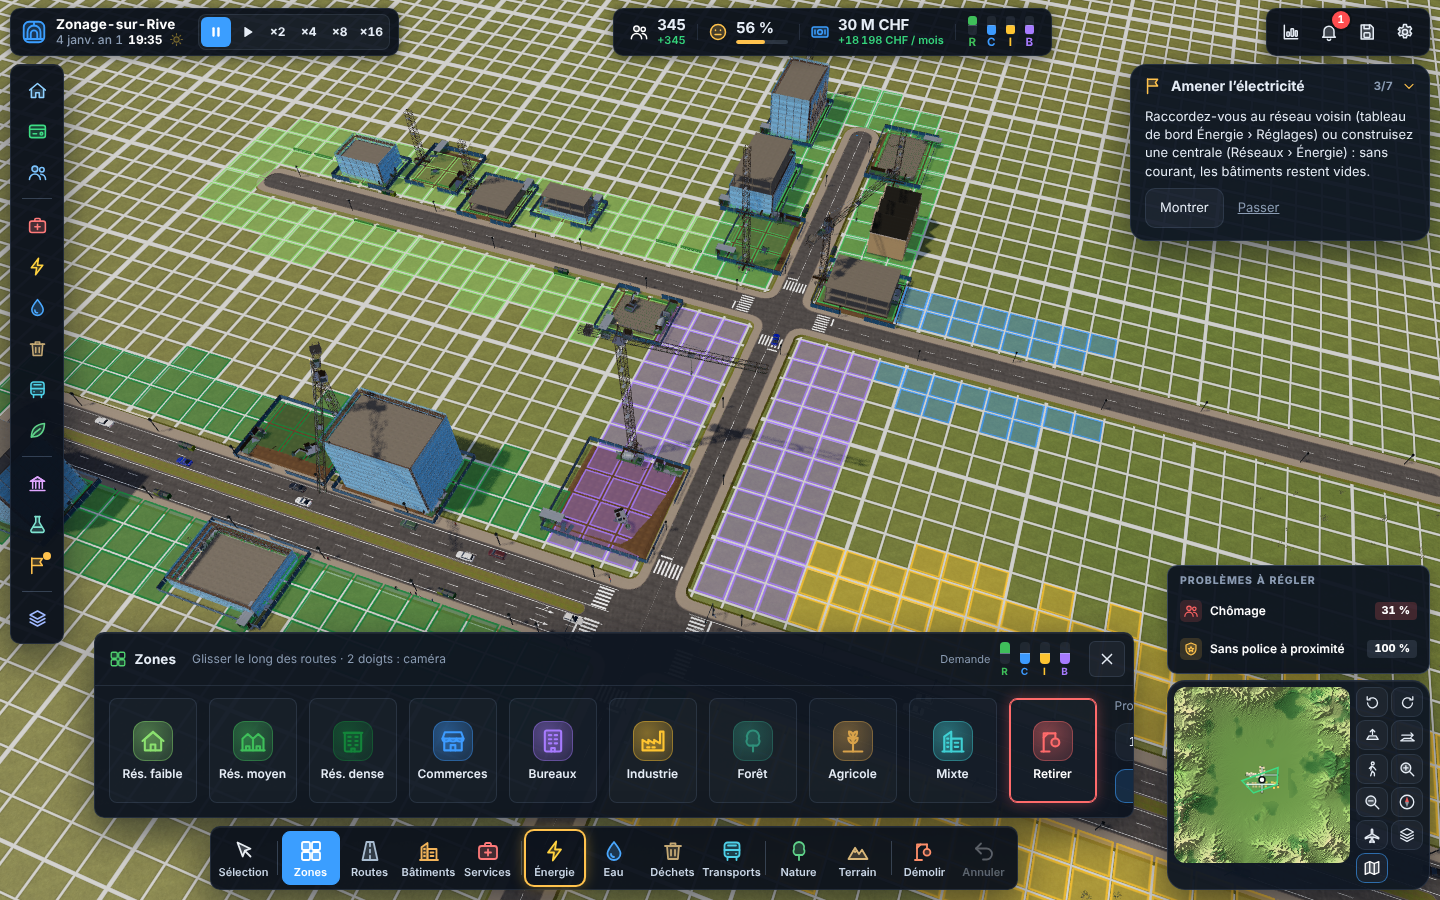 Zonage-sur-Rive
4 janv. an 1 19:35
×2 ×4 ×8 ×16
345
+345
56 %
30 M CHF
+18 198 CHF / mois
R C I B
1
Amener l’électricité
3/7
Raccordez-vous au réseau voisin (tableau
de bord Énergie › Réglages) ou construisez
une centrale (Réseaux › Énergie) : sans
courant, les bâtiments restent vides.
Montrer
Passer
PROBLÈMES À RÉGLER
Chômage
31 %
Sans police à proximité
100 %
Zones
Glisser le long des routes · 2 doigts : caméra
Demande
R C I B
Rés. faible
Rés. moyen
Rés. dense
Commerces
Bureaux
Industrie
Forêt
Agricole
Mixte
Retirer
Sélection
Zones
Routes
Bâtiments
Services
Énergie
Eau
Déchets
Transports
Nature
Terrain
Démolir
Annuler